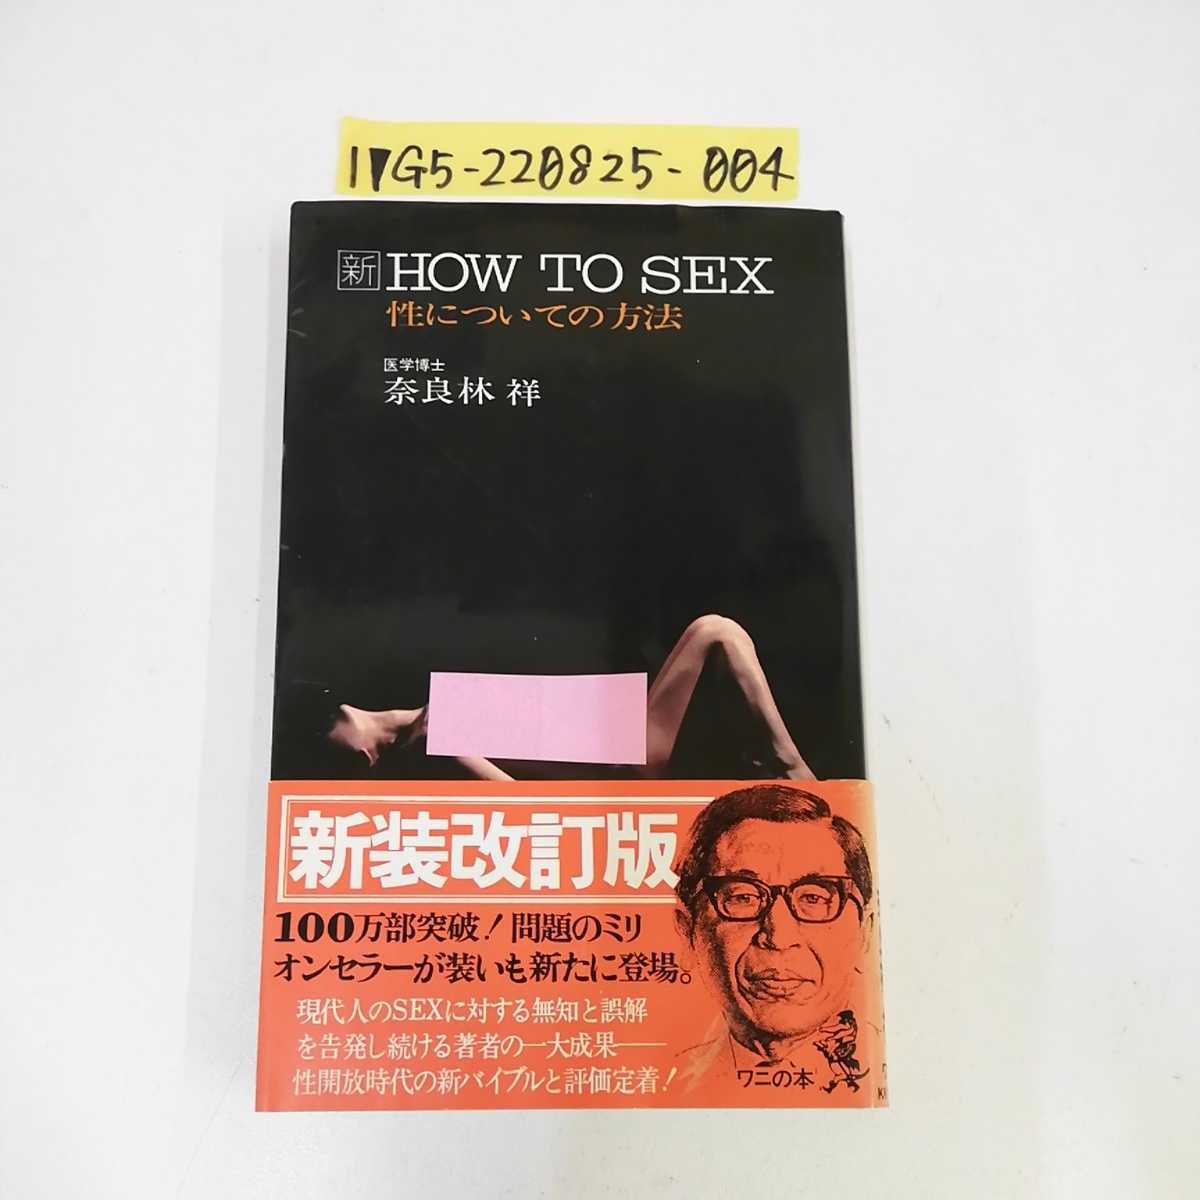 1▼G5-220825-004
新 HOW TO SEX
性についての方法
医学博士
奈良林 祥
新装改訂版
100万部突破!問題のミリ
オンセラーが装いも新たに登場。
現代人のSEXに対する無知と誤解
を告発し続ける著者の一大成果——
性開放時代の新バイブルと評価定着!
ワニの本